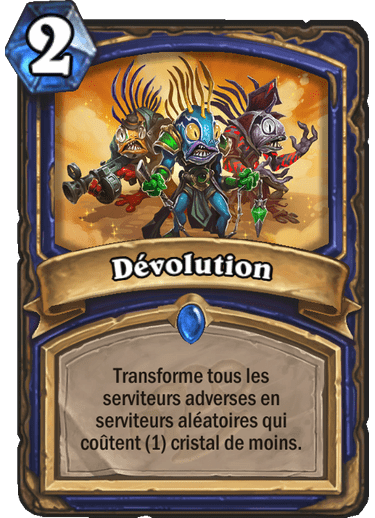 2
Dévolution
Transforme tous les
serviteurs adverses en
serviteurs aléatoires qui
coûtent (1) cristal de moins.